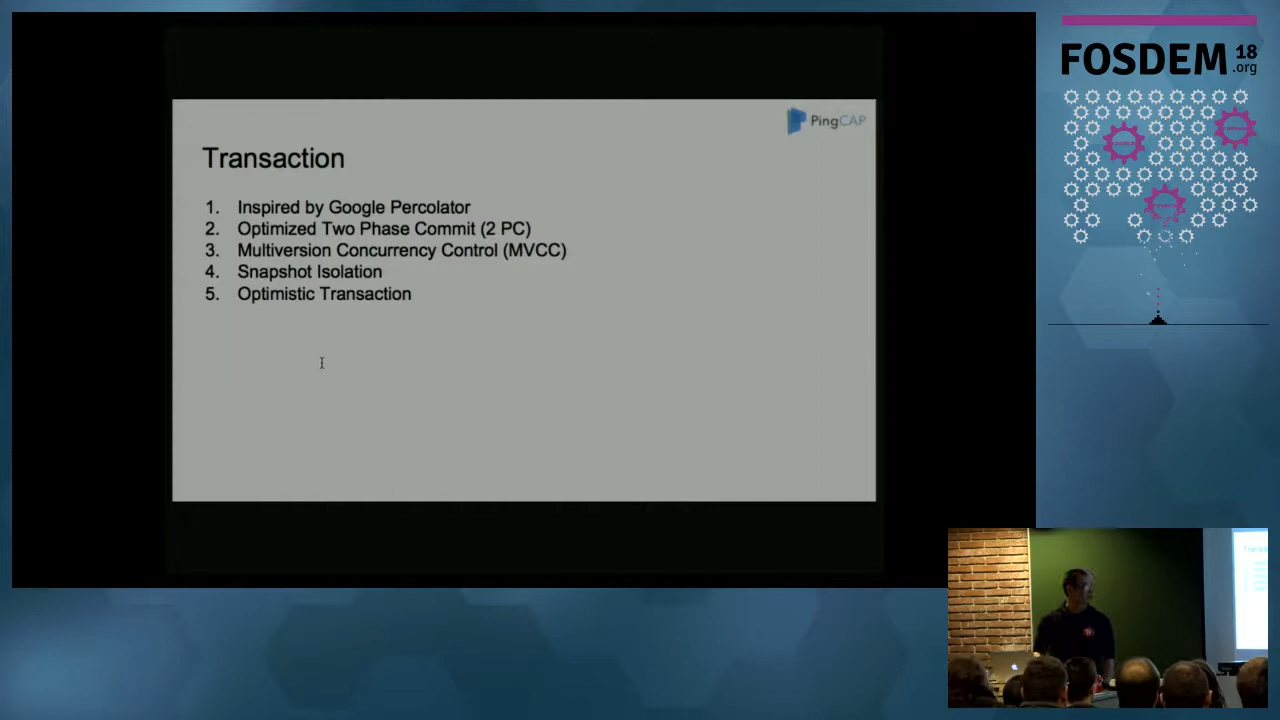 PingCAP
Transaction
1. Inspired by Google Percolator
2. Optimized Two Phase Commit (2 PC)
3. Multiversion Concurrency Control (MVCC)
4. Snapshot Isolation
5. Optimistic Transaction
FOSDEM 18
.org